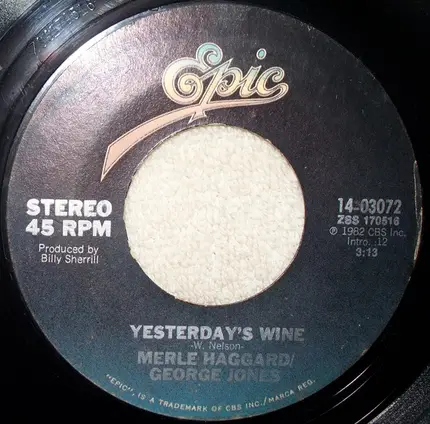 Epic
STEREO
45 RPM
Produced by
Billy Sherrill
14-03072
ZSS 170516
℗ 1982 CBS Inc.
Intro. :12
3:13
YESTERDAY'S WINE
-W. Nelson-
MERLE HAGGARD/
GEORGE JONES
"EPIC", IS A TRADEMARK OF CBS INC./MARCA REG.